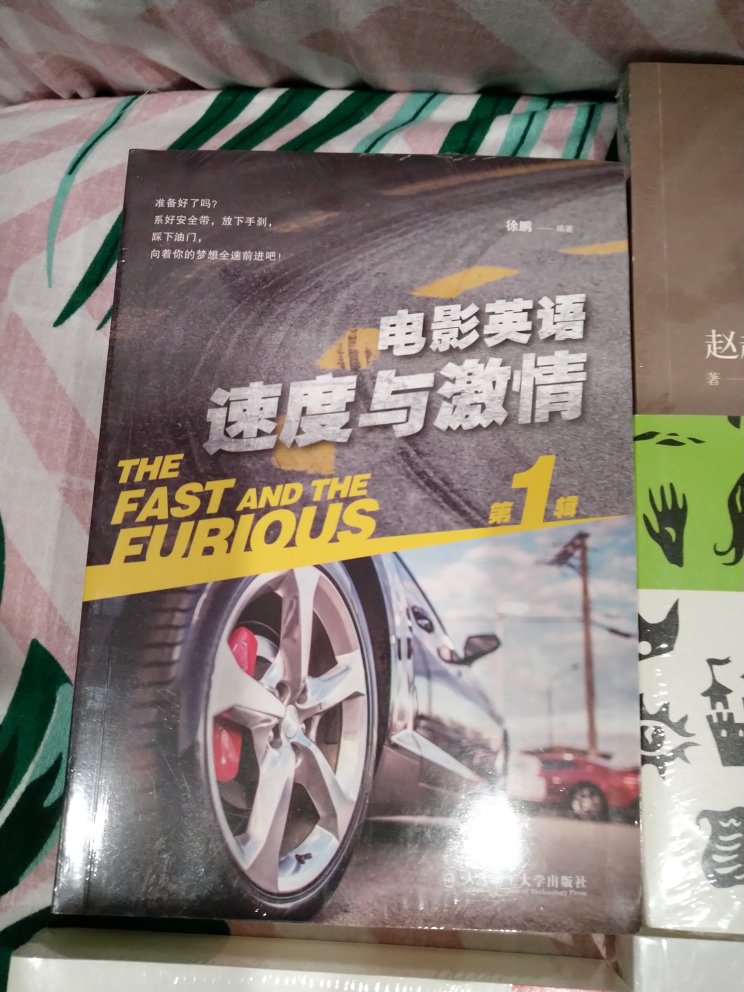 准备好了吗?
系好安全带,放下手刹,
踩下油门,
向着你的梦想全速前进吧!
徐鹏 — 编著
电影英语
速度与激情
THE
FAST AND THE
FURIOUS
第1辑
大学出版社
of Technology Press
赵
著